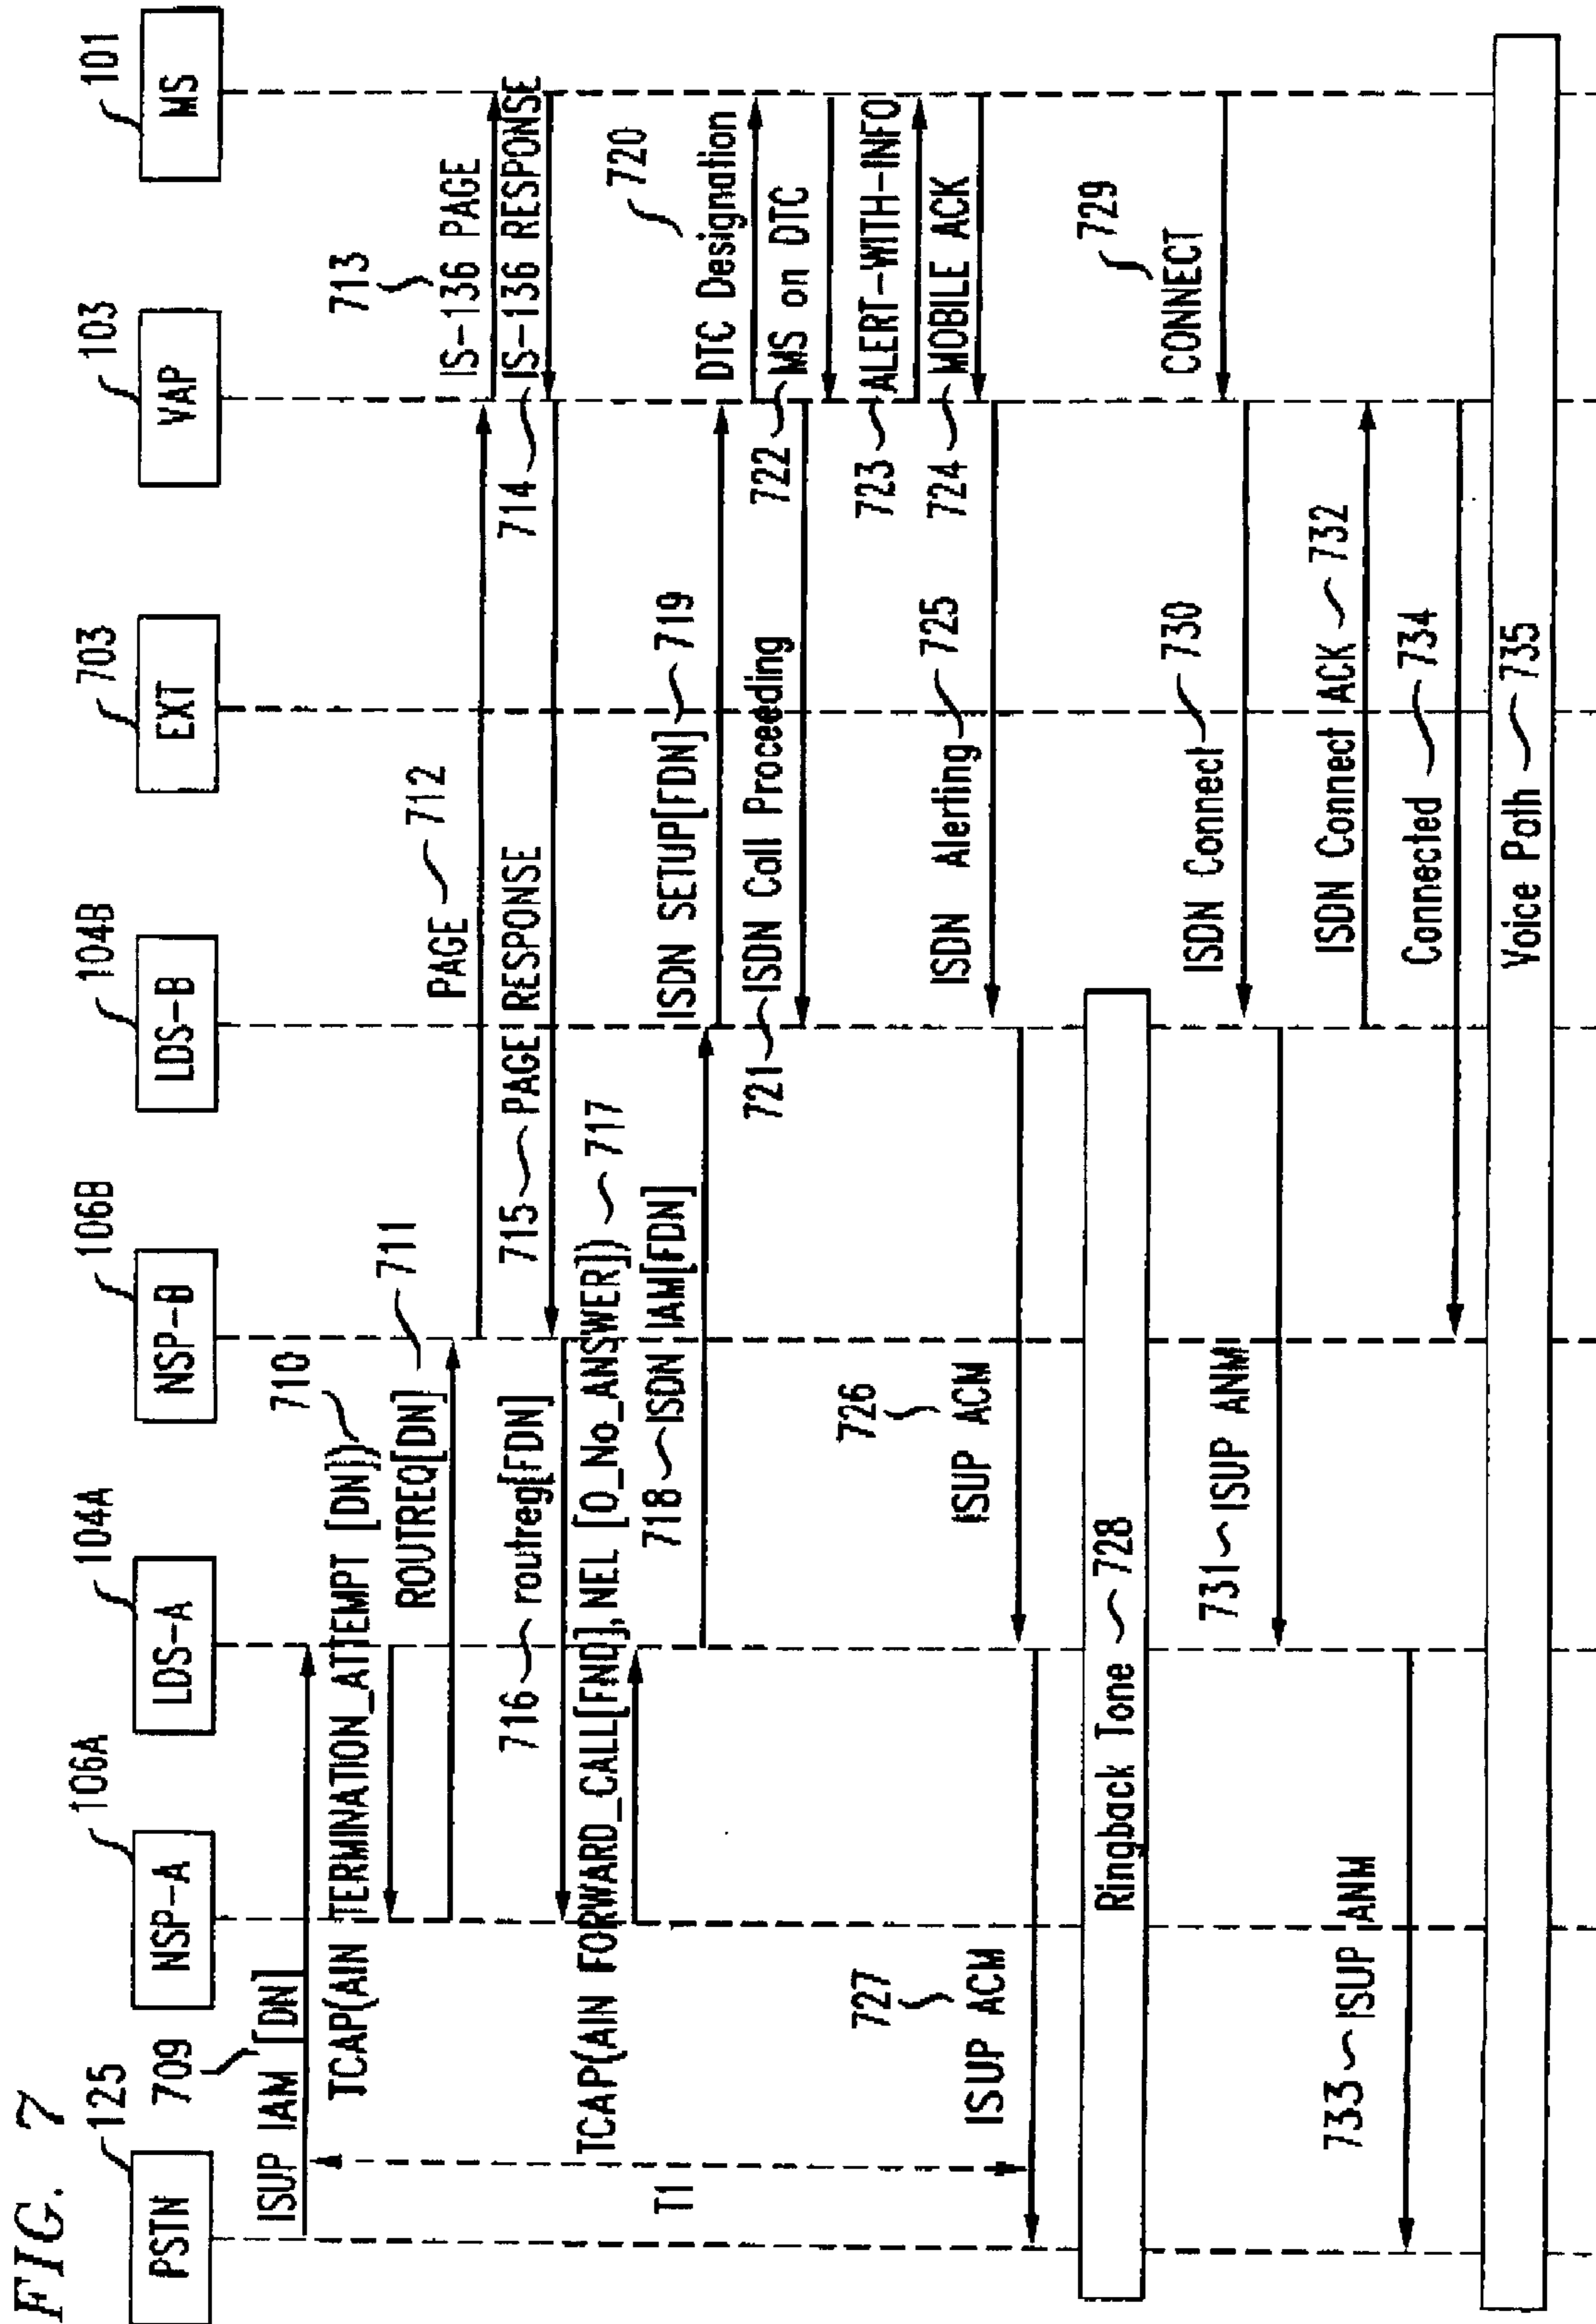 FIG. 7
PSTN
125
NSP-A
106A
LDS-A
104A
NSP-B
106B
LDS-B
104B
EXT
703
VAP
103
MS
101
709
ISUP IAM [DN]
TCAP(AIN TERMINATION_ATTEMPT [DN])
710
ROUTREQ[DN]
711
PAGE 712
713
IS-136 PAGE
714 IS-136 RESPONSE
715 PAGE RESPONSE
716 routreg[FDN]
TCAP(AIN FORWARD_CALL[FND],NEL [O_No_ANSWER]) 717
718 ISDN IAM[FDN]
ISDN SETUP[FDN] 719
720
DTC Designation
721 ISDN Call Proceeding
722 MS on DTC
723 ALERT-WITH-INFO
724 MOBILE ACK
ISDN Alerting 725
726
ISUP ACM
727
ISUP ACM
T1
Ringback Tone 728
729
CONNECT
ISDN Connect 730
731 ISUP ANM
ISDN Connect ACK 732
733 ISUP ANM
Connected 734
Voice Path 735